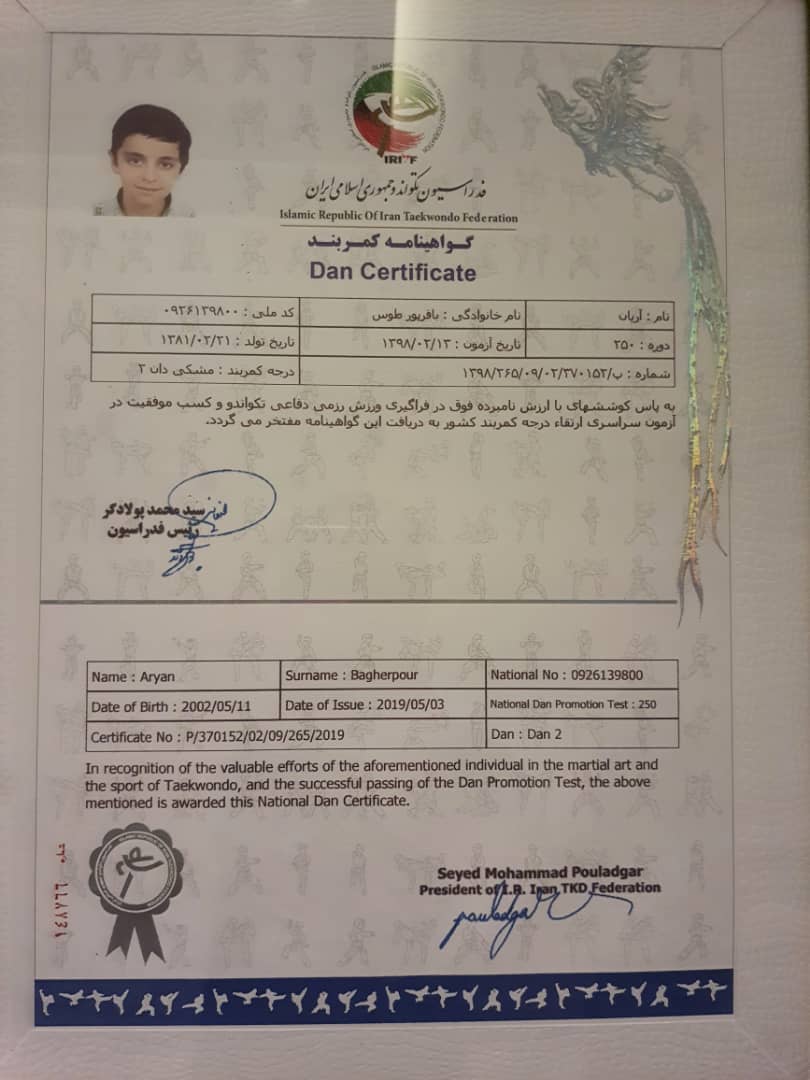 ISLAMIC REPUBLIC OF IRAN TAEKWONDO FEDERATION
IRITF
فدراسیون تکواندو جمهوری اسلامی ایران
Islamic Republic Of Iran Taekwondo Federation
گواهینامه کمربند
Dan Certificate
نام : آریان نام خانوادگی : باقرپور طوس کد ملی : ۰۹۲۶۱۳۹۸۰۰
دوره : ۲۵۰ تاریخ آزمون : ۱۳۹۸/۰۲/۱۳ تاریخ تولد : ۱۳۸۱/۰۲/۲۱
شماره : پ/۱۳۹۸/۲۶۵/۰۹/۰۲/۳۷۰۱۵۲ درجه کمربند : مشکی دان ۲
به پاس کوششهای با ارزش نامبرده فوق در فراگیری ورزش رزمی دفاعی تکواندو و کسب موفقیت در
آزمون سراسری ارتقاء درجه کمربند کشور به دریافت این گواهینامه مفتخر می گردد.
سید محمد پولادگر
رئیس فدراسیون
Name : Aryan Surname : Bagherpour National No : 0926139800
Date of Birth : 2002/05/11 Date of Issue : 2019/05/03 National Dan Promotion Test : 250
Certificate No : P/370152/02/09/265/2019 Dan : Dan 2
In recognition of the valuable efforts of the aforementioned individual in the martial art and
the sport of Taekwondo, and the successful passing of the Dan Promotion Test, the above
mentioned is awarded this National Dan Certificate.
Seyed Mohammad Pouladgar
President of I.R. Iran TKD Federation
pouladgar